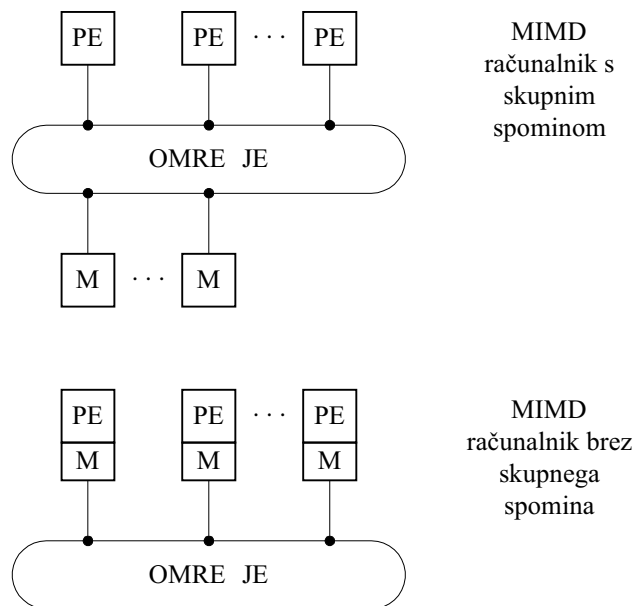 PE PE · · · PE
MIMD
računalnik s
skupnim
spominom
OMRE JE
M · · · M
PE PE · · · PE
M M M
MIMD
računalnik brez
skupnega
spomina
OMRE JE